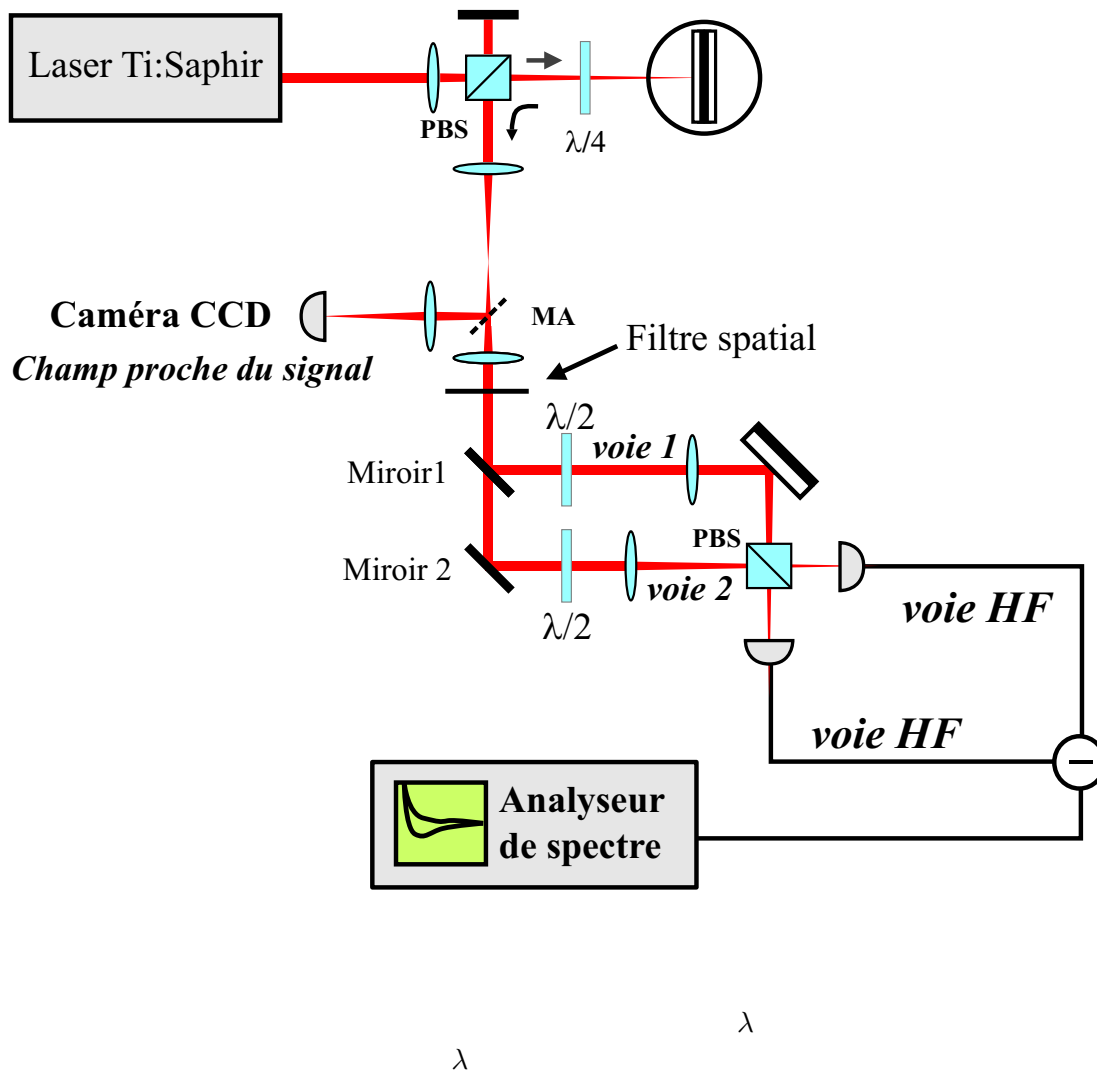 Laser Ti:Saphir
PBS
λ/4
Caméra CCD
MA
Champ proche du signal
Filtre spatial
λ/2
voie 1
Miroir1
PBS
Miroir 2
voie 2
λ/2
voie HF
voie HF
−
Analyseur
de spectre
λ
λ